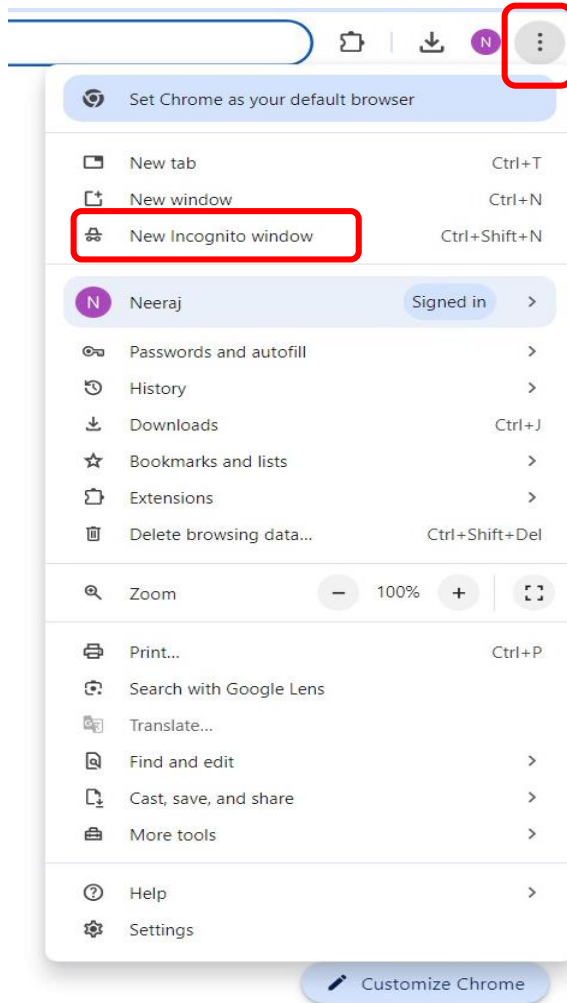 N
Set Chrome as your default browser
New tab Ctrl+T
New window Ctrl+N
New Incognito window Ctrl+Shift+N
N Neeraj Signed in
Passwords and autofill
History
Downloads Ctrl+J
Bookmarks and lists
Extensions
Delete browsing data... Ctrl+Shift+Del
Zoom − 100% +
Print... Ctrl+P
Search with Google Lens
Translate...
Find and edit
Cast, save, and share
More tools
Help
Settings
Customize Chrome